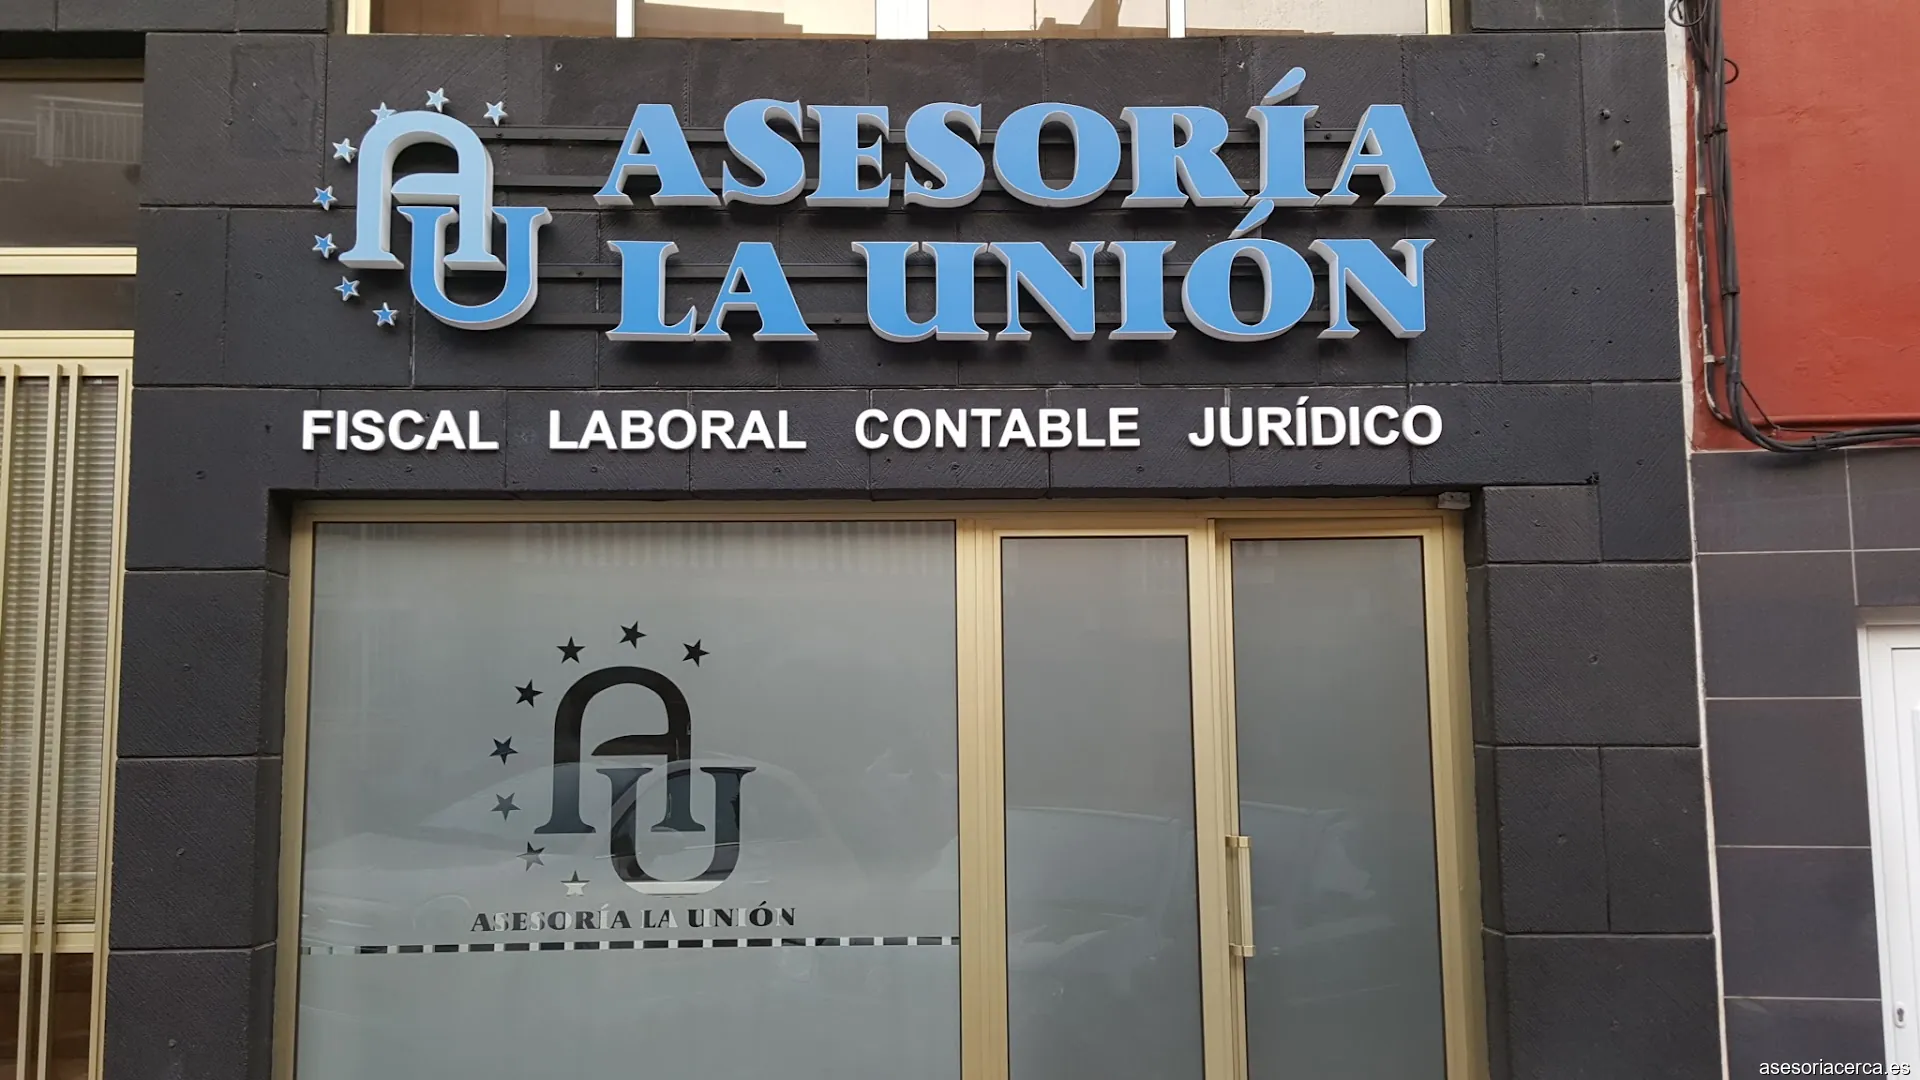 AU
ASESORÍA
LA UNIÓN
FISCAL LABORAL CONTABLE JURÍDICO
AU
ASESORÍA LA UNIÓN
asesoriacerca.es